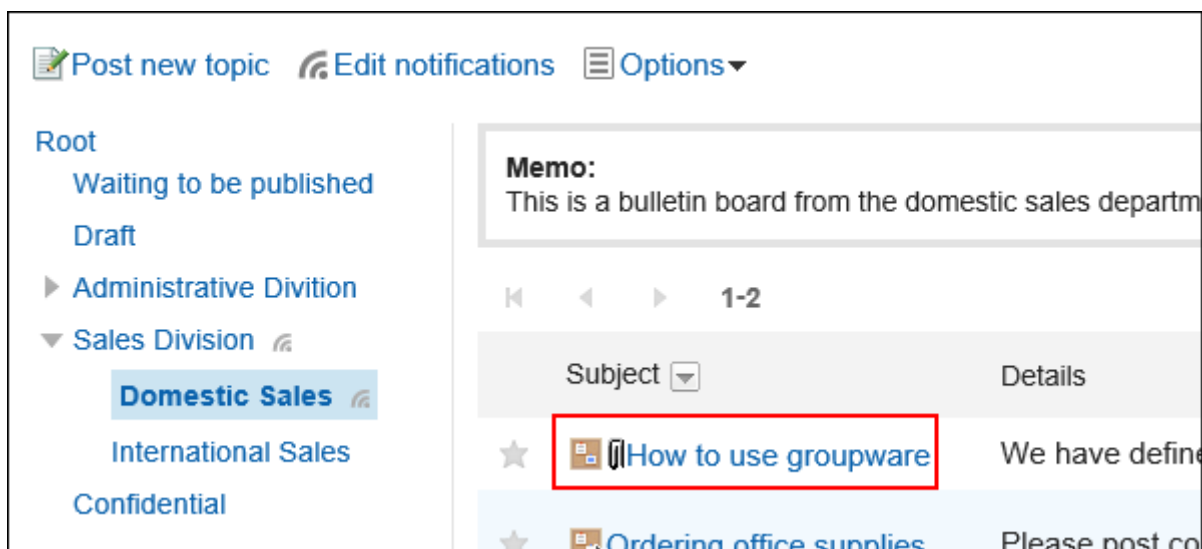 Post new topic Edit notifications Options
Root
Waiting to be published
Draft
Administrative Divition
Sales Division
Domestic Sales
International Sales
Confidential
Memo:
This is a bulletin board from the domestic sales departm
1-2
Subject Details
How to use groupware We have define
Ordering office supplies Please post co